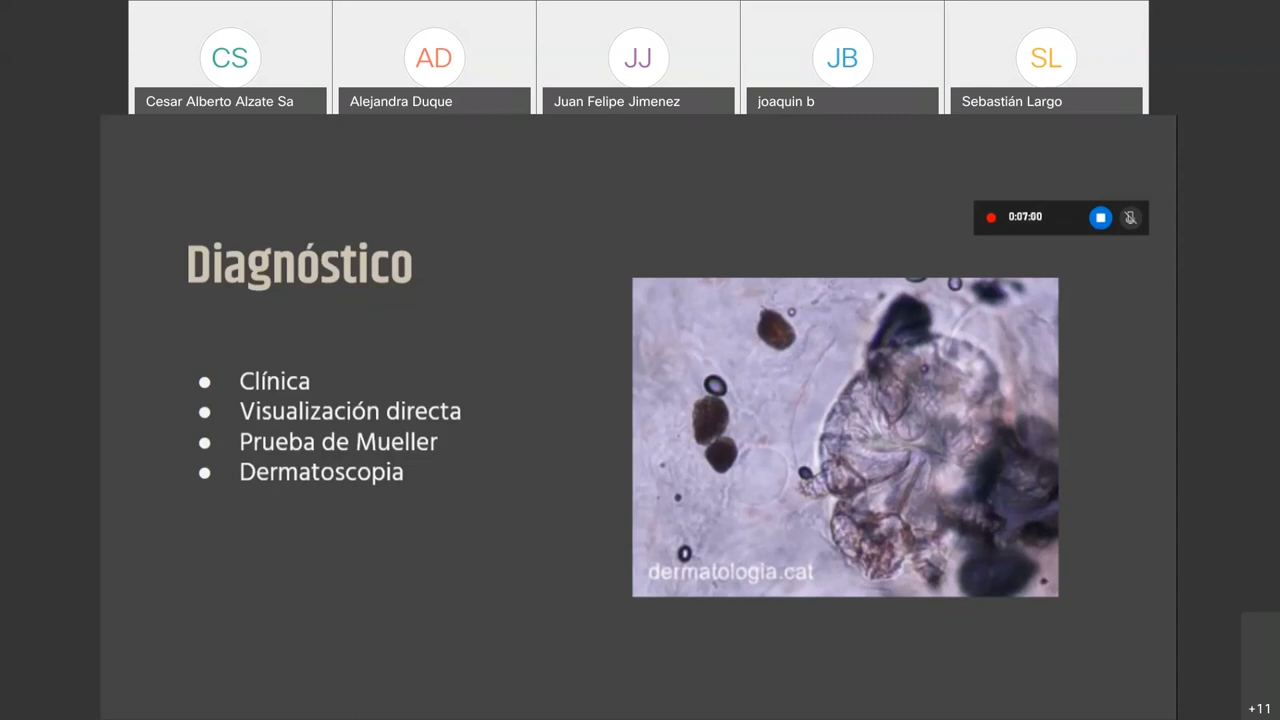 CS
AD
JJ
JB
SL
Cesar Alberto Alzate Sa
Alejandra Duque
Juan Felipe Jimenez
joaquin b
Sebastián Largo
0:07:00
Diagnóstico
Clínica
Visualización directa
Prueba de Mueller
Dermatoscopia
dermatologia.cat
+11